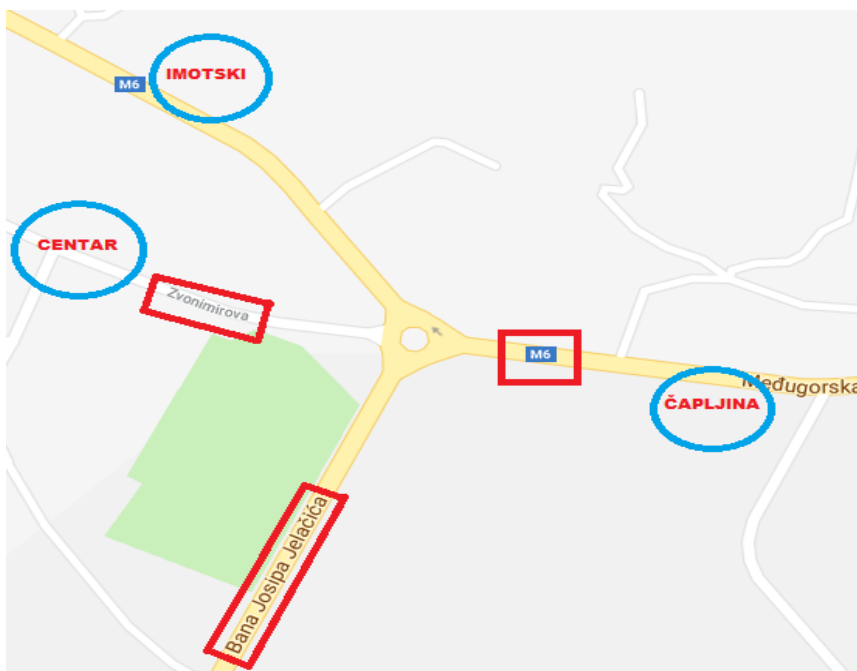 IMOTSKI
M6
CENTAR
Zvonimirova
M6
Međugorska
ČAPLJINA
Bana Josipa Jelačića